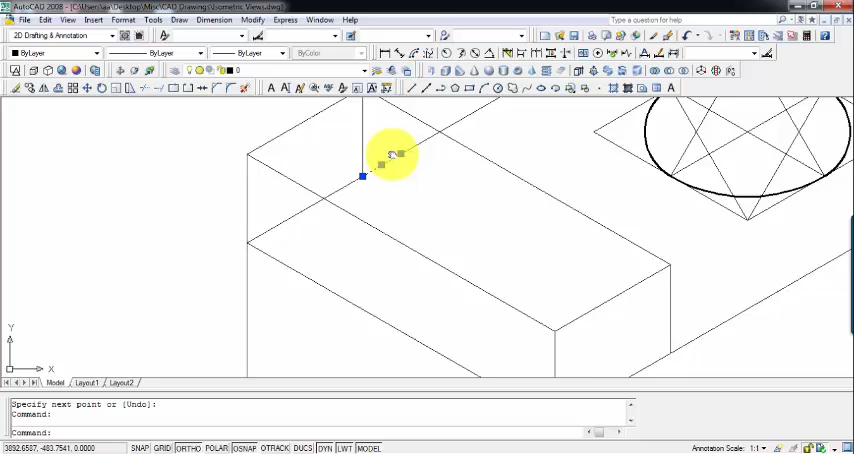 AutoCAD 2008 - [C:\Users\aa\Desktop\Misc\CAD Drawings\Isometric Views.dwg]
File Edit View Insert Format Tools Draw Dimension Modify Express Window Help
Type a question for help
2D Drafting & Annotation
ByLayer ByLayer ByLayer ByColor
0
Y
X
Model Layout1 Layout2
Specify next point or [Undo]:
Command:
Command:
3892.6587, -483.7541, 0.0000 SNAP GRID ORTHO POLAR OSNAP OTRACK DUCS DYN LWT MODEL Annotation Scale: 1:1